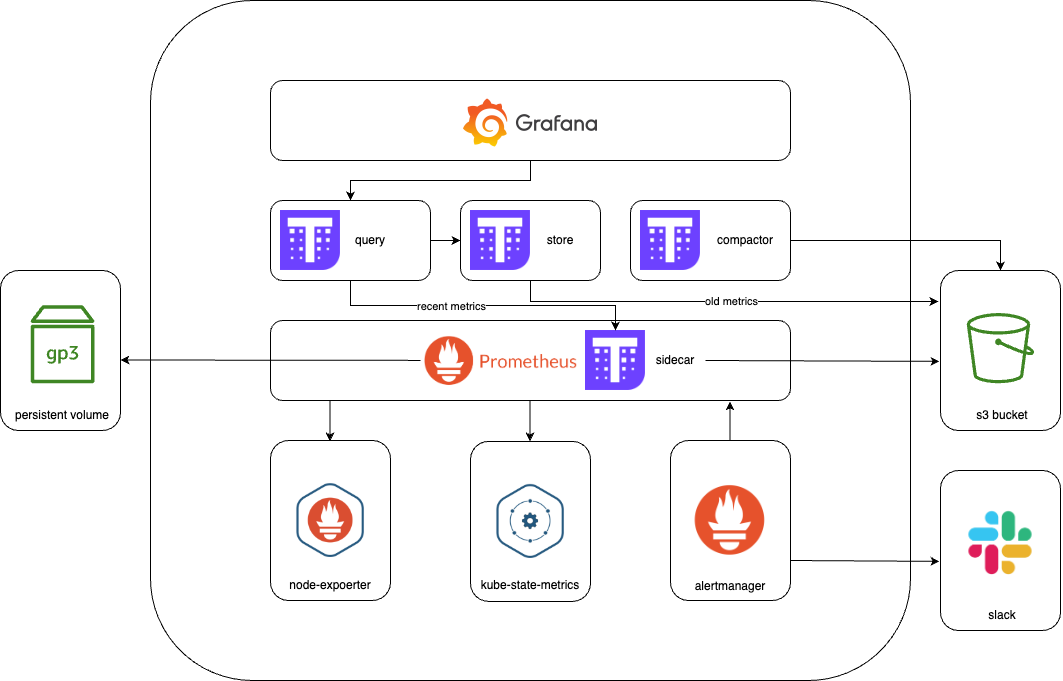 Grafana
query
store
compactor
recent metrics
old metrics
gp3
persistent volume
Prometheus
sidecar
s3 bucket
node-expoerter
kube-state-metrics
alertmanager
slack